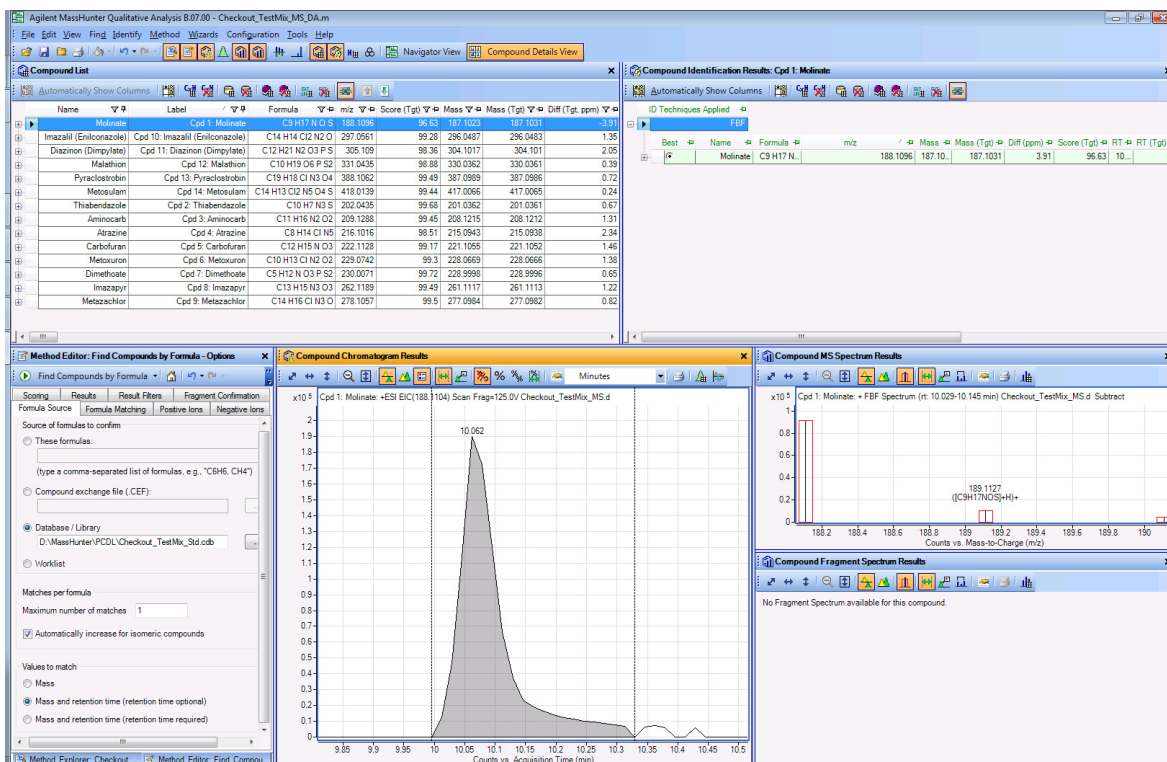 Agilent MassHunter Qualitative Analysis B.07.00 - Checkout_TestMix_MS_DA.m
File Edit View Find Identify Method Wizards Configuration Tools Help
Navigator View Compound Details View
Compound List
Automatically Show Columns
Name Label Formula m/z Score (Tgt) Mass Mass (Tgt) Diff (Tgt, ppm)
Molinate Cpd 1: Molinate C9 H17 N O S 188.1096 96.63 187.1023 187.1031 -3.91
Imazalil (Enilconazole) Cpd 10: Imazalil (Enilconazole) C14 H14 Cl2 N2 O 297.0561 99.28 296.0487 296.0483 1.35
Diazinon (Dimpylate) Cpd 11: Diazinon (Dimpylate) C12 H21 N2 O3 P S 305.109 98.36 304.1017 304.101 2.05
Malathion Cpd 12: Malathion C10 H19 O6 P S2 331.0435 98.88 330.0362 330.0361 0.39
Pyraclostrobin Cpd 13: Pyraclostrobin C19 H18 Cl N3 O4 388.1062 99.49 387.0989 387.0986 0.72
Metosulam Cpd 14: Metosulam C14 H13 Cl2 N5 O4 S 418.0139 99.44 417.0066 417.0065 0.24
Thiabendazole Cpd 2: Thiabendazole C10 H7 N3 S 202.0435 99.68 201.0362 201.0361 0.67
Aminocarb Cpd 3: Aminocarb C11 H16 N2 O2 209.1288 99.45 208.1215 208.1212 1.31
Atrazine Cpd 4: Atrazine C8 H14 Cl N5 216.1016 98.51 215.0943 215.0938 2.34
Carbofuran Cpd 5: Carbofuran C12 H15 N O3 222.1128 99.17 221.1055 221.1052 1.46
Metoxuron Cpd 6: Metoxuron C10 H13 Cl N2 O2 229.0742 99.3 228.0669 228.0666 1.38
Dimethoate Cpd 7: Dimethoate C5 H12 N O3 P S2 230.0071 99.72 228.9998 228.9996 0.65
Imazapyr Cpd 8: Imazapyr C13 H15 N3 O3 262.1189 99.49 261.1117 261.1113 1.22
Metazachlor Cpd 9: Metazachlor C14 H16 Cl N3 O 278.1057 99.5 277.0984 277.0982 0.82
Compound Identification Results: Cpd 1: Molinate
Automatically Show Columns
ID Techniques Applied
FBF
Best Name Formula m/z Mass Mass (Tgt) Diff (ppm) Score (Tgt) RT RT (Tgt)
Molinate C9 H17 N... 188.1096 187.10... 187.1031 3.91 96.63 10....
Method Editor: Find Compounds by Formula - Options
Find Compounds by Formula
Scoring Results Result Filters Fragment Confirmation
Formula Source Formula Matching Positive Ions Negative Ions
Source of formulas to confirm
These formulas:
(type a comma-separated list of formulas, e.g., "C6H6, CH4")
Compound exchange file (.CEF):
Database / Library
D:\MassHunter\PCDL\Checkout_TestMix_Std.cdb
Worklist
Matches per formula
Maximum number of matches 1
Automatically increase for isomeric compounds
Values to match
Mass
Mass and retention time (retention time optional)
Mass and retention time (retention time required)
Method Explorer: Checkout Method Editor: Find Compou
Compound Chromatogram Results
Minutes
x10 5 Cpd 1: Molinate: +ESI EIC(188.1104) Scan Frag=125.0V Checkout_TestMix_MS.d
10.062
2
1.9
1.8
1.7
1.6
1.5
1.4
1.3
1.2
1.1
1
0.9
0.8
0.7
0.6
0.5
0.4
0.3
0.2
0.1
0
9.85 9.9 9.95 10 10.05 10.1 10.15 10.2 10.25 10.3 10.35 10.4 10.45 10.5
Counts vs. Acquisition Time (min)
Compound MS Spectrum Results
x10 5 Cpd 1: Molinate: + FBF Spectrum (rt: 10.029-10.145 min) Checkout_TestMix_MS.d Subtract
1
0.8
0.6
0.4
0.2
0
189.1127
([C9H17NOS]+H)+
188.2 188.4 188.6 188.8 189 189.2 189.4 189.6 189.8 190
Counts vs. Mass-to-Charge (m/z)
Compound Fragment Spectrum Results
No Fragment Spectrum available for this compound.